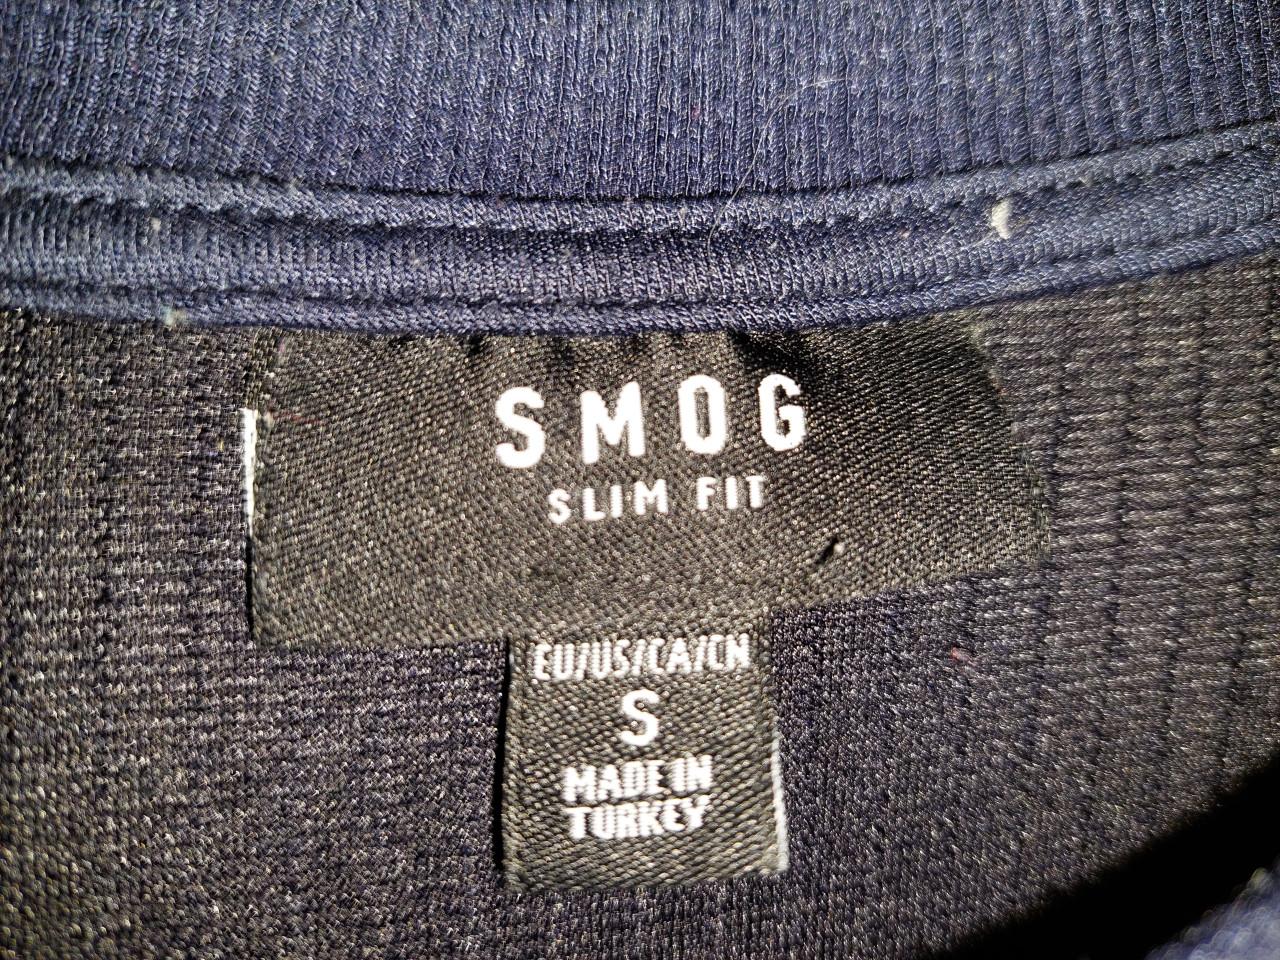 SMOG
SLIM FIT
EU/US/CA/CN
S
MADE IN
TURKEY